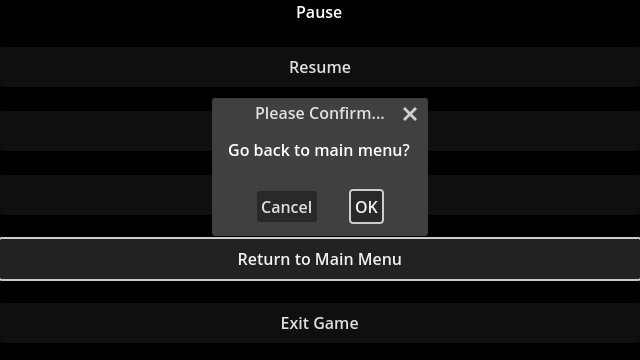 Pause
Resume
Please Confirm...
Go back to main menu?
Cancel
OK
Return to Main Menu
Exit Game